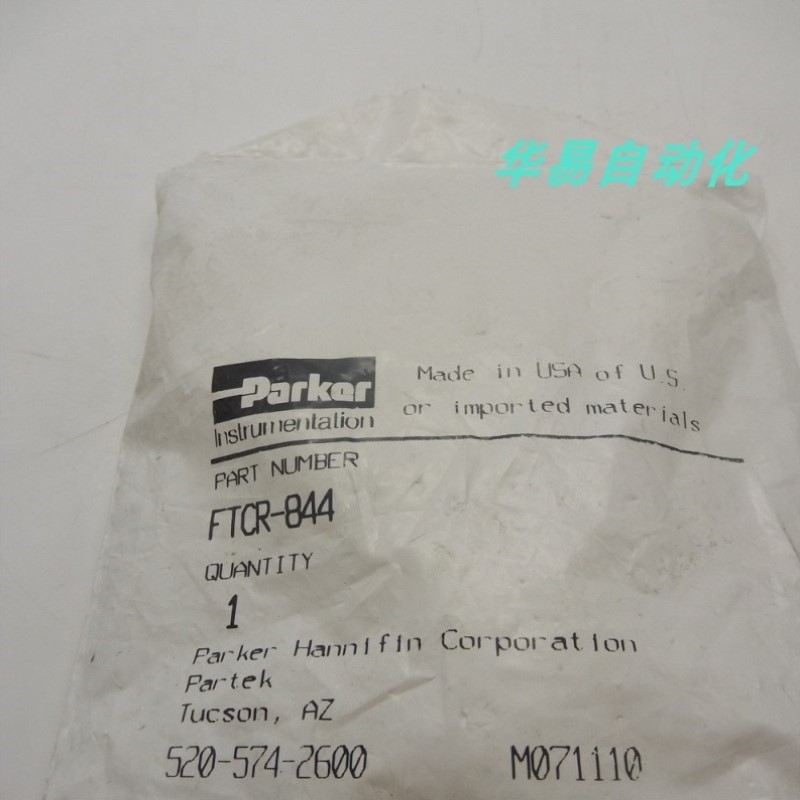 华易自动化
Parker
Instrumentation
Made in USA of U.S.
or imported materials
PART NUMBER
FTCR-844
QUANTITY
1
Parker Hannifin Corporation
Partek
Tucson, AZ
520-574-2600
M071110